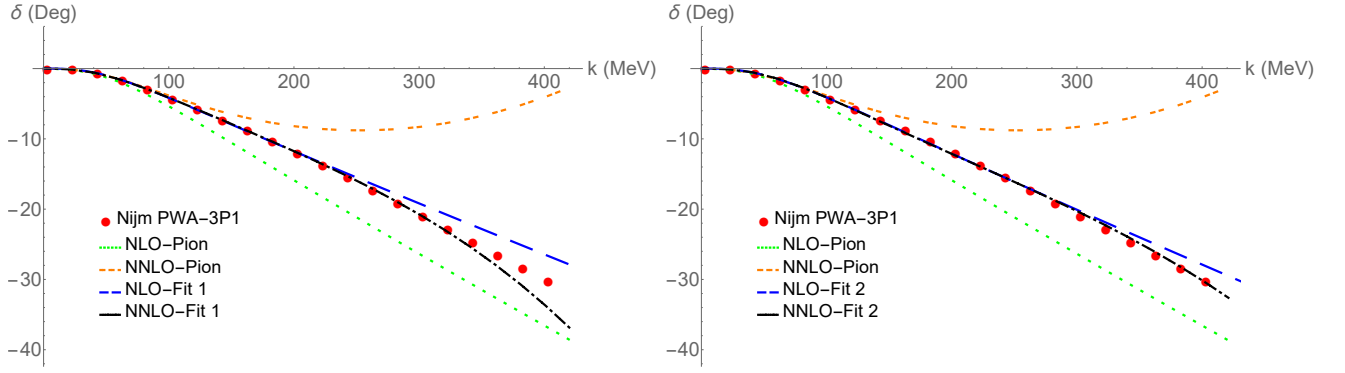 δ (Deg)
100 200 300 400 k (MeV)
−10
−20
−30
−40
Nijm PWA−3P1
NLO−Pion
NNLO−Pion
NLO−Fit 1
NNLO−Fit 1
δ (Deg)
100 200 300 400 k (MeV)
−10
−20
−30
−40
Nijm PWA−3P1
NLO−Pion
NNLO−Pion
NLO−Fit 2
NNLO−Fit 2